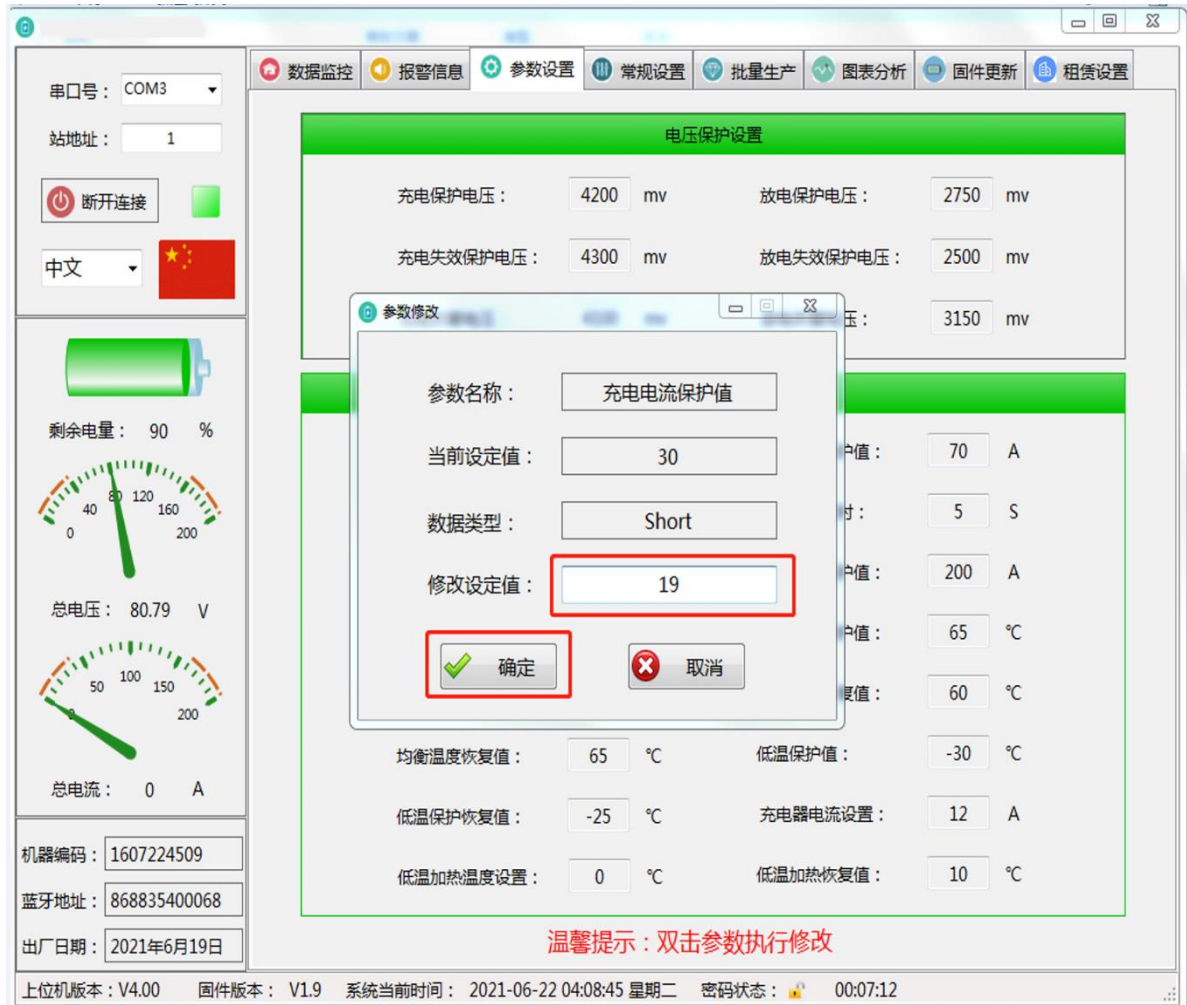 数据监控 报警信息 参数设置 常规设置 批量生产 图表分析 固件更新 租赁设置
串口号： COM3
站地址： 1
断开连接
中文
剩余电量： 90 %
0 40 80 120 160 200
总电压： 80.79 V
0 50 100 150 200
总电流： 0 A
机器编码： 1607224509
蓝牙地址： 868835400068
出厂日期： 2021年6月19日
电压保护设置
充电保护电压： 4200 mv 放电保护电压： 2750 mv
充电失效保护电压： 4300 mv 放电失效保护电压： 2500 mv
压： 3150 mv
参数修改
参数名称： 充电电流保护值
当前设定值： 30
数据类型： Short
修改设定值： 19
确定 取消
护值： 70 A
时： 5 S
护值： 200 A
护值： 65 ℃
复值： 60 ℃
均衡温度恢复值： 65 ℃ 低温保护值： -30 ℃
低温保护恢复值： -25 ℃ 充电器电流设置： 12 A
低温加热温度设置： 0 ℃ 低温加热恢复值： 10 ℃
温馨提示：双击参数执行修改
上位机版本：V4.00 固件版本： V1.9 系统当前时间： 2021-06-22 04:08:45 星期二 密码状态： 00:07:12